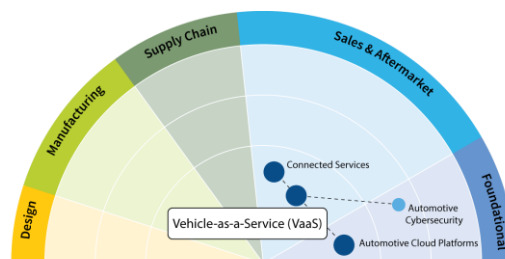 Supply Chain
Sales & Aftermarket
Manufacturing
Connected Services
Foundational
Design
Automotive
Cybersecurity
Vehicle-as-a-Service (VaaS)
Automotive Cloud Platforms